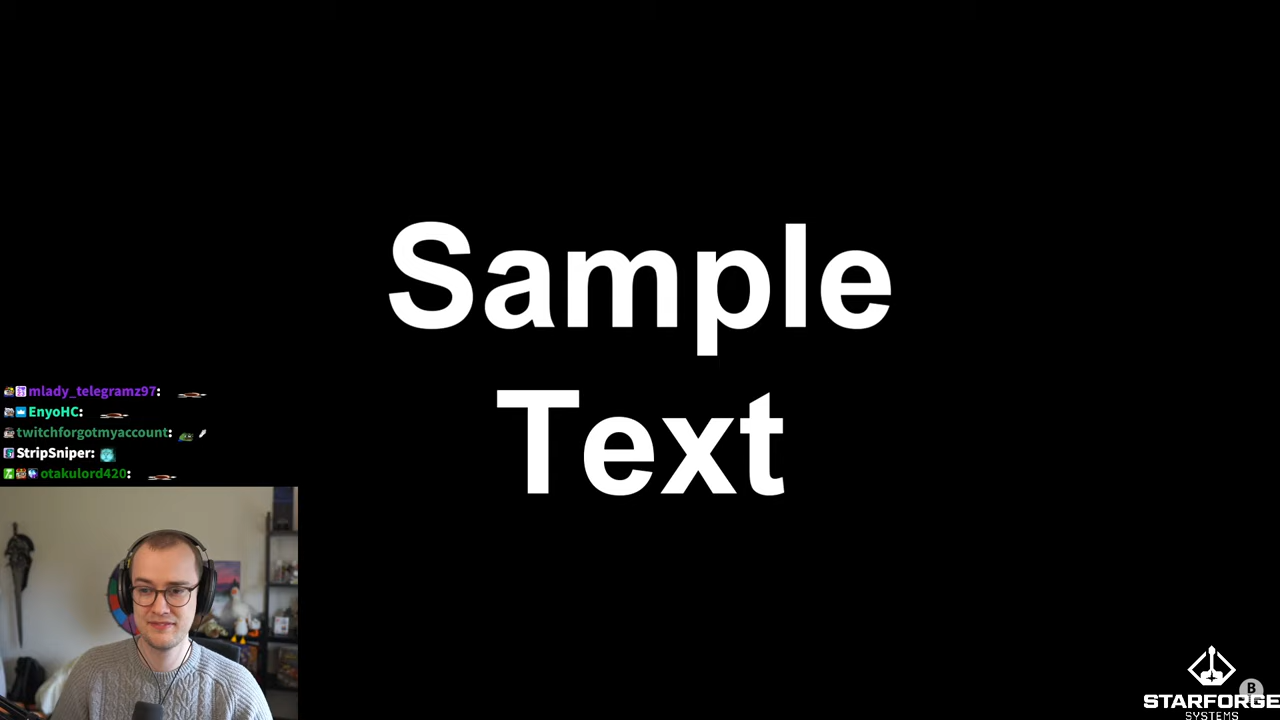 Sample
Text
mlady_telegramz97:
EnyoHC:
twitchforgotmyaccount:
StripSniper:
otakulord420:
B
STARFORGE
SYSTEMS